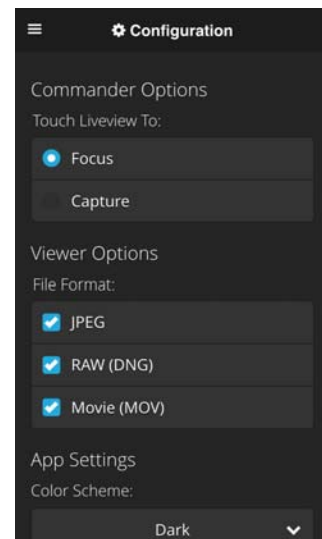 Configuration
Commander Options
Touch Liveview To:
Focus
Capture
Viewer Options
File Format:
JPEG
RAW (DNG)
Movie (MOV)
App Settings
Color Scheme:
Dark